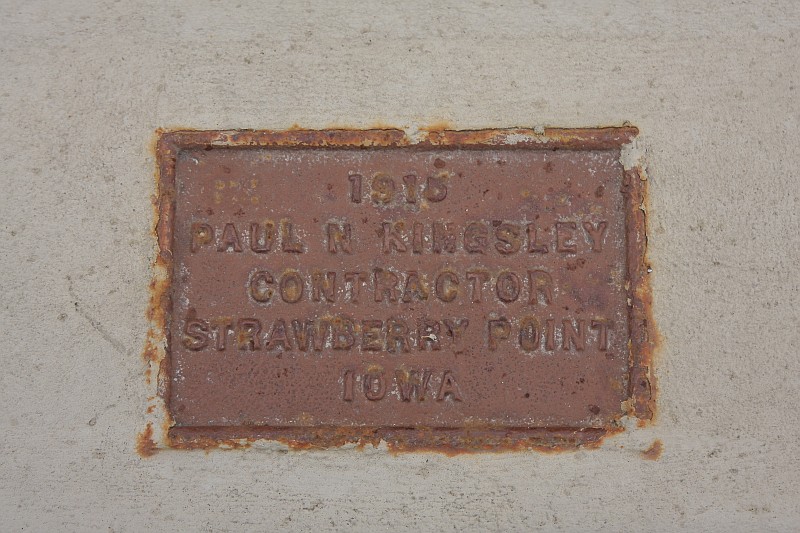 1915
PAUL N KINGSLEY
CONTRACTOR
STRAWBERRY POINT
IOWA